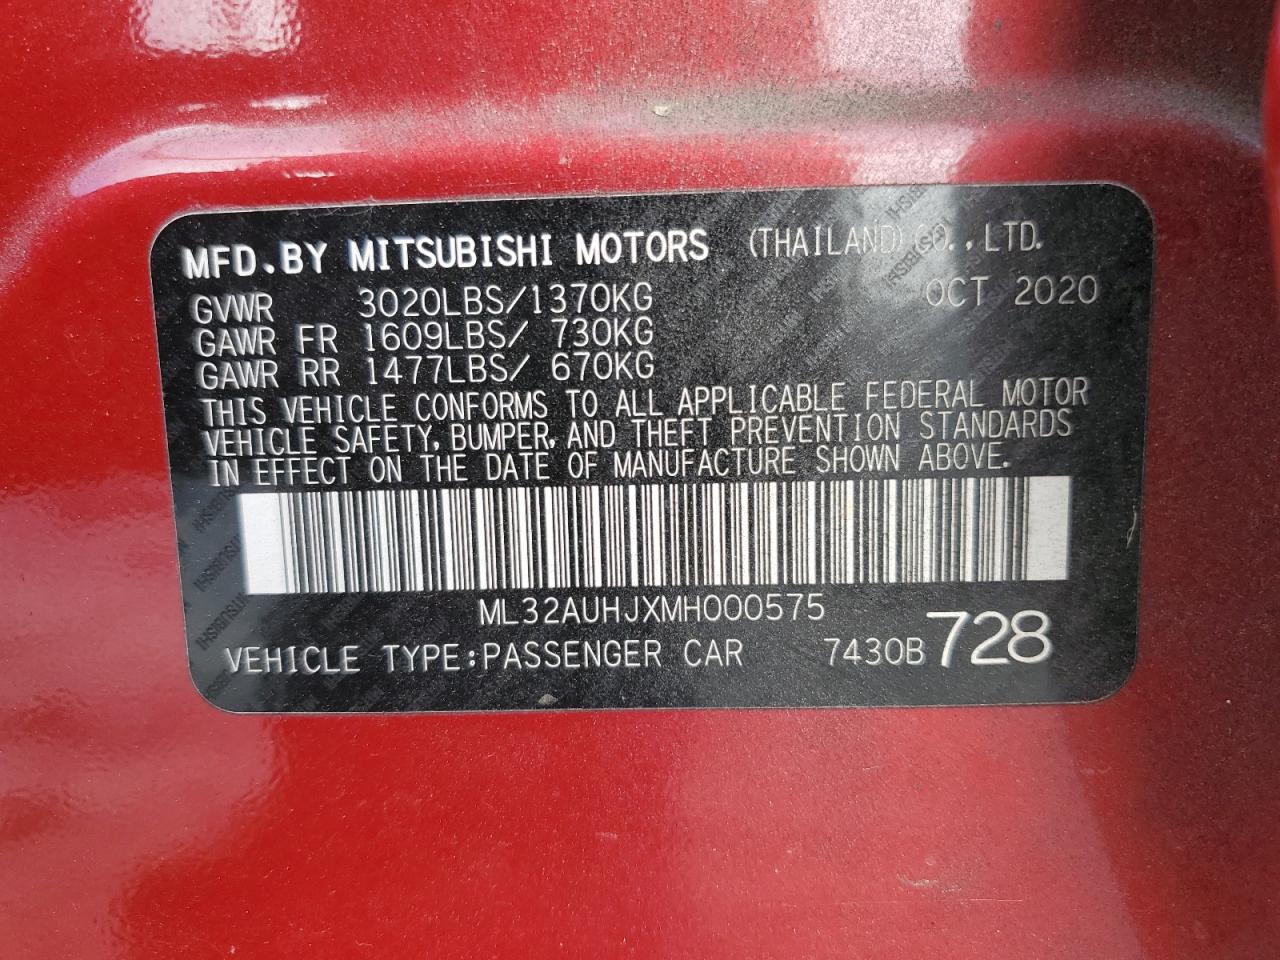 MFD.BY MITSUBISHI MOTORS (THAILAND) CO., LTD.
GVWR 3020LBS/1370KG OCT 2020
GAWR FR 1609LBS/ 730KG
GAWR RR 1477LBS/ 670KG
THIS VEHICLE CONFORMS TO ALL APPLICABLE FEDERAL MOTOR
VEHICLE SAFETY, BUMPER, AND THEFT PREVENTION STANDARDS
IN EFFECT ON THE DATE OF MANUFACTURE SHOWN ABOVE.
ML32AUHJXMH000575
VEHICLE TYPE:PASSENGER CAR 7430B728